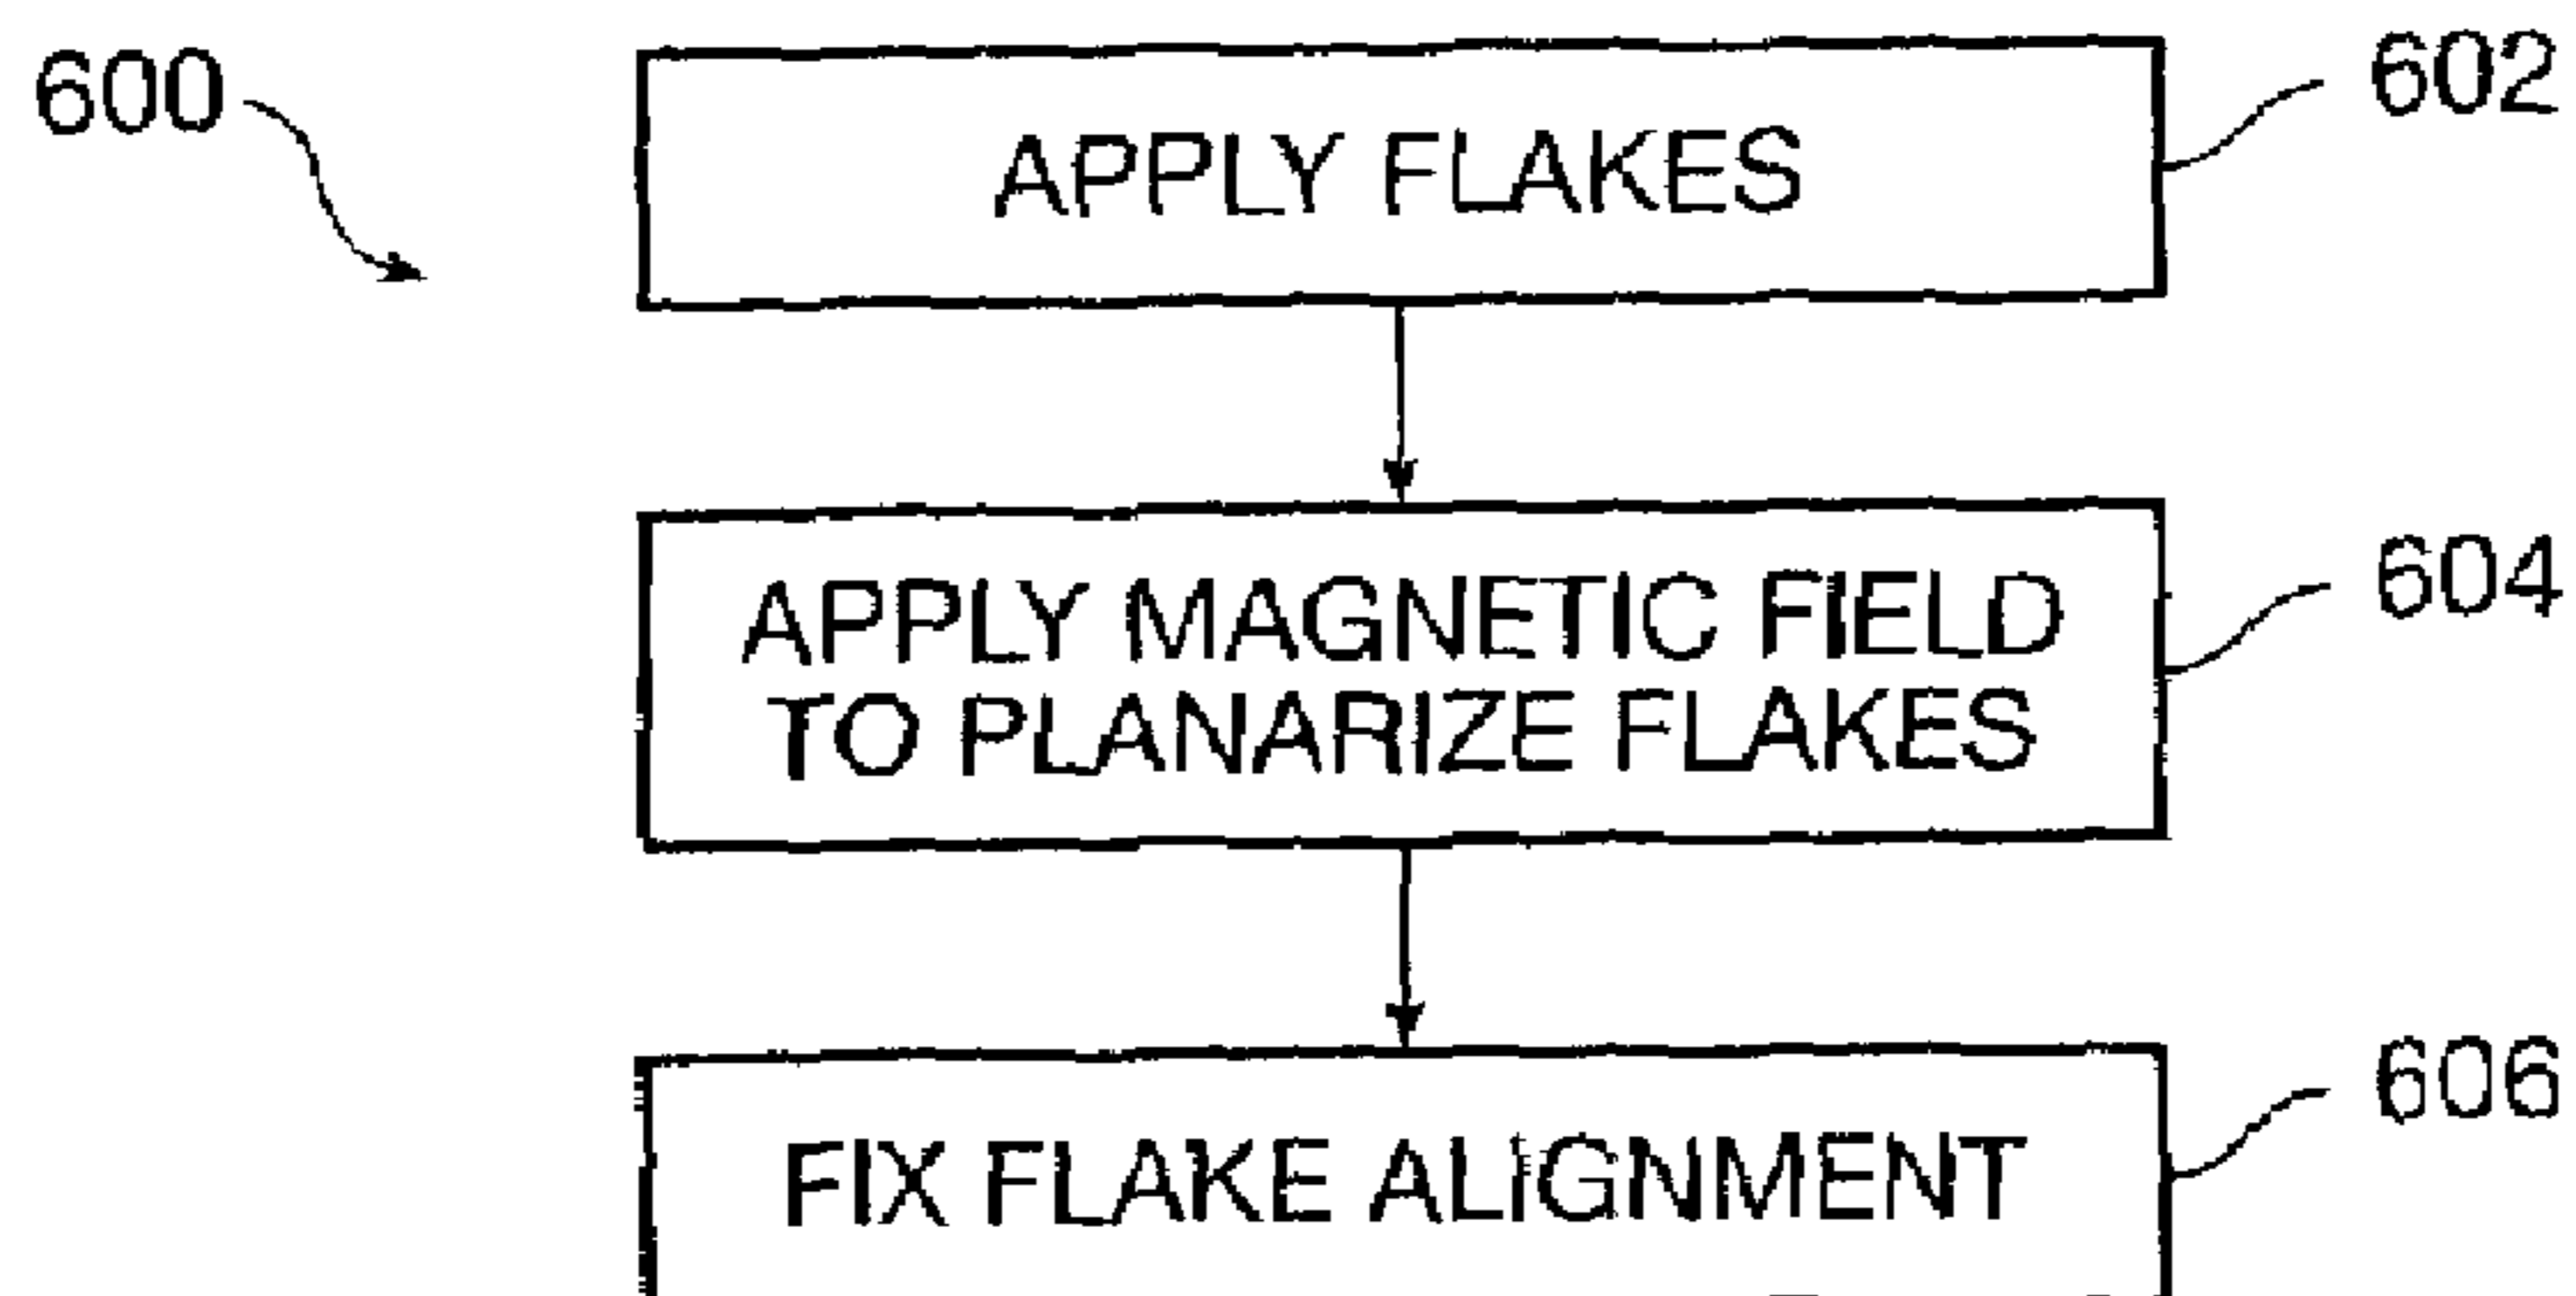 600
602
APPLY FLAKES
604
APPLY MAGNETIC FIELD
TO PLANARIZE FLAKES
606
FIX FLAKE ALIGNMENT